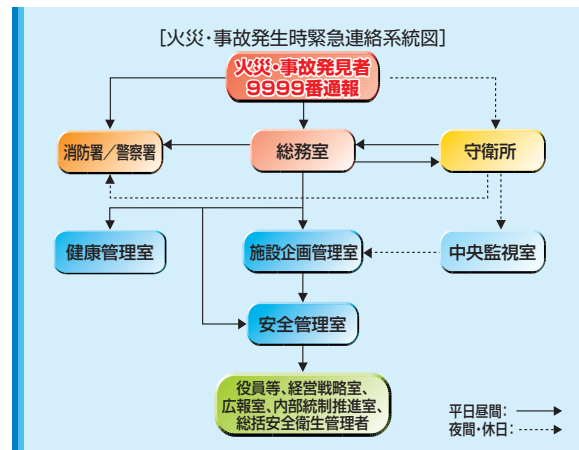 [火災・事故発生時緊急連絡系統図]
火災・事故発見者
9999番通報
消防署／警察署
総務室
守衛所
健康管理室
施設企画管理室
中央監視室
安全管理室
役員等、経営戦略室、
広報室、内部統制推進室、
総括安全衛生管理者
平日昼間：
夜間・休日：